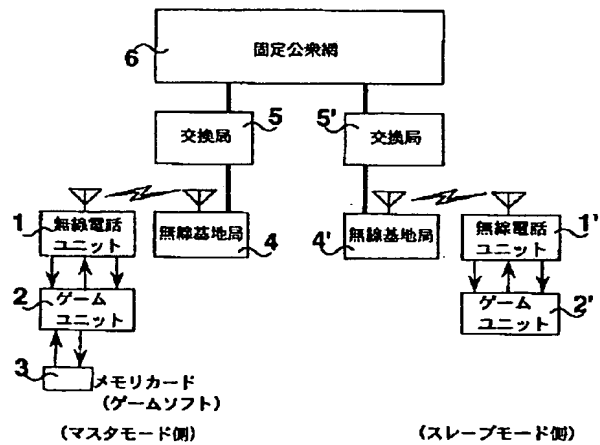 6
固定公衆網
5
交換局
5'
交換局
1
無線電話
ユニット
無線基地局
4
4'
無線基地局
無線電話
ユニット
1'
2
ゲーム
ユニット
ゲーム
ユニット
2'
3
メモリカード
(ゲームソフト)
(マスタモード側)
(スレーブモード側)